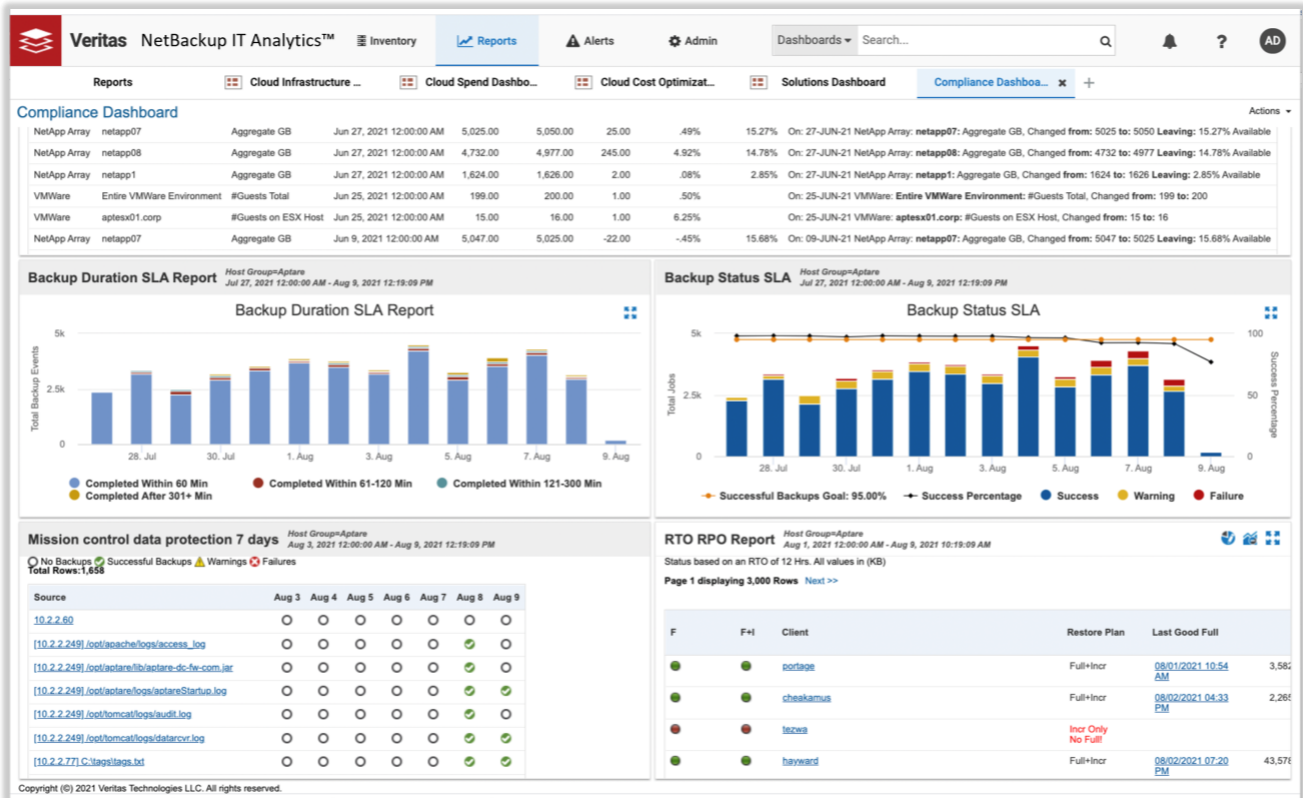 Veritas NetBackup IT Analytics™ Inventory Reports Alerts Admin Dashboards Search... ? AD
Reports Cloud Infrastructure ... Cloud Spend Dashbo... Cloud Cost Optimizat... Solutions Dashboard Compliance Dashboa... x +
Compliance Dashboard Actions
NetApp Array netapp07 Aggregate GB Jun 27, 2021 12:00:00 AM 5,025.00 5,050.00 25.00 .49% 15.27% On: 27-JUN-21 NetApp Array: netapp07: Aggregate GB, Changed from: 5025 to: 5050 Leaving: 15.27% Available
NetApp Array netapp08 Aggregate GB Jun 27, 2021 12:00:00 AM 4,732.00 4,977.00 245.00 4.92% 14.78% On: 27-JUN-21 NetApp Array: netapp08: Aggregate GB, Changed from: 4732 to: 4977 Leaving: 14.78% Available
NetApp Array netapp1 Aggregate GB Jun 25, 2021 12:00:00 AM 1,624.00 1,626.00 2.00 .08% 2.85% On: 27-JUN-21 NetApp Array: netapp1: Aggregate GB, Changed from: 1624 to: 1626 Leaving: 2.85% Available
VMWare Entire VMWare Environment #Guests Total Jun 25, 2021 12:00:00 AM 199.00 200.00 1.00 .50% On: 25-JUN-21 VMWare: Entire VMWare Environment: #Guests Total, Changed from: 199 to: 200
VMWare aptesx01.corp #Guests on ESX Host Jun 25, 2021 12:00:00 AM 15.00 16.00 1.00 6.25% On: 25-JUN-21 VMWare: aptesx01.corp: #Guests on ESX Host, Changed from: 15 to: 16
NetApp Array netapp07 Aggregate GB Jun 9, 2021 12:00:00 AM 5,047.00 5,025.00 -22.00 -.45% 15.68% On: 09-JUN-21 NetApp Array: netapp07: Aggregate GB, Changed from: 5047 to: 5025 Leaving: 15.68% Available
Backup Duration SLA Report Host Group=Aptare
Jul 27, 2021 12:00:00 AM - Aug 9, 2021 12:19:09 PM
Backup Duration SLA Report
Total Backup Events
5k
2.5k
0
28. Jul 30. Jul 1. Aug 3. Aug 5. Aug 7. Aug 9. Aug
Completed Within 60 Min Completed Within 61-120 Min Completed Within 121-300 Min
Completed After 301+ Min
Backup Status SLA Host Group=Aptare
Jul 27, 2021 12:00:00 AM - Aug 9, 2021 12:19:09 PM
Backup Status SLA
Total Jobs
5k 100
2.5k 50
0 0
Success Percentage
28. Jul 30. Jul 1. Aug 3. Aug 5. Aug 7. Aug 9. Aug
Successful Backups Goal: 95.00% Success Percentage Success Warning Failure
Mission control data protection 7 days Host Group=Aptare
Aug 3, 2021 12:00:00 AM - Aug 9, 2021 12:19:09 PM
No Backups Successful Backups Warnings Failures
Total Rows:1,658
Source Aug 3 Aug 4 Aug 5 Aug 6 Aug 7 Aug 8 Aug 9
10.2.2.60
[10.2.2.249] /opt/apache/logs/access_log
[10.2.2.249] /opt/aptare/lib/aptare-dc-fw-com.jar
[10.2.2.249] /opt/aptare/logs/aptareStartup.log
[10.2.2.249] /opt/tomcat/logs/audit.log
[10.2.2.249] /opt/tomcat/logs/datarcvr.log
[10.2.2.77] C:\tags\tags.txt
RTO RPO Report Host Group=Aptare
Aug 1, 2021 12:00:00 AM - Aug 9, 2021 10:19:09 AM
Status based on an RTO of 12 Hrs. All values in (KB)
Page 1 displaying 3,000 Rows Next >>
F F+I Client Restore Plan Last Good Full
portage Full+Incr 08/01/2021 10:54 AM 3,582
cheakamus Full+Incr 08/02/2021 04:33 PM 2,265
tezwa Incr Only No Full!
hayward Full+Incr 08/02/2021 07:20 PM 43,578
Copyright (©) 2021 Veritas Technologies LLC. All rights reserved.